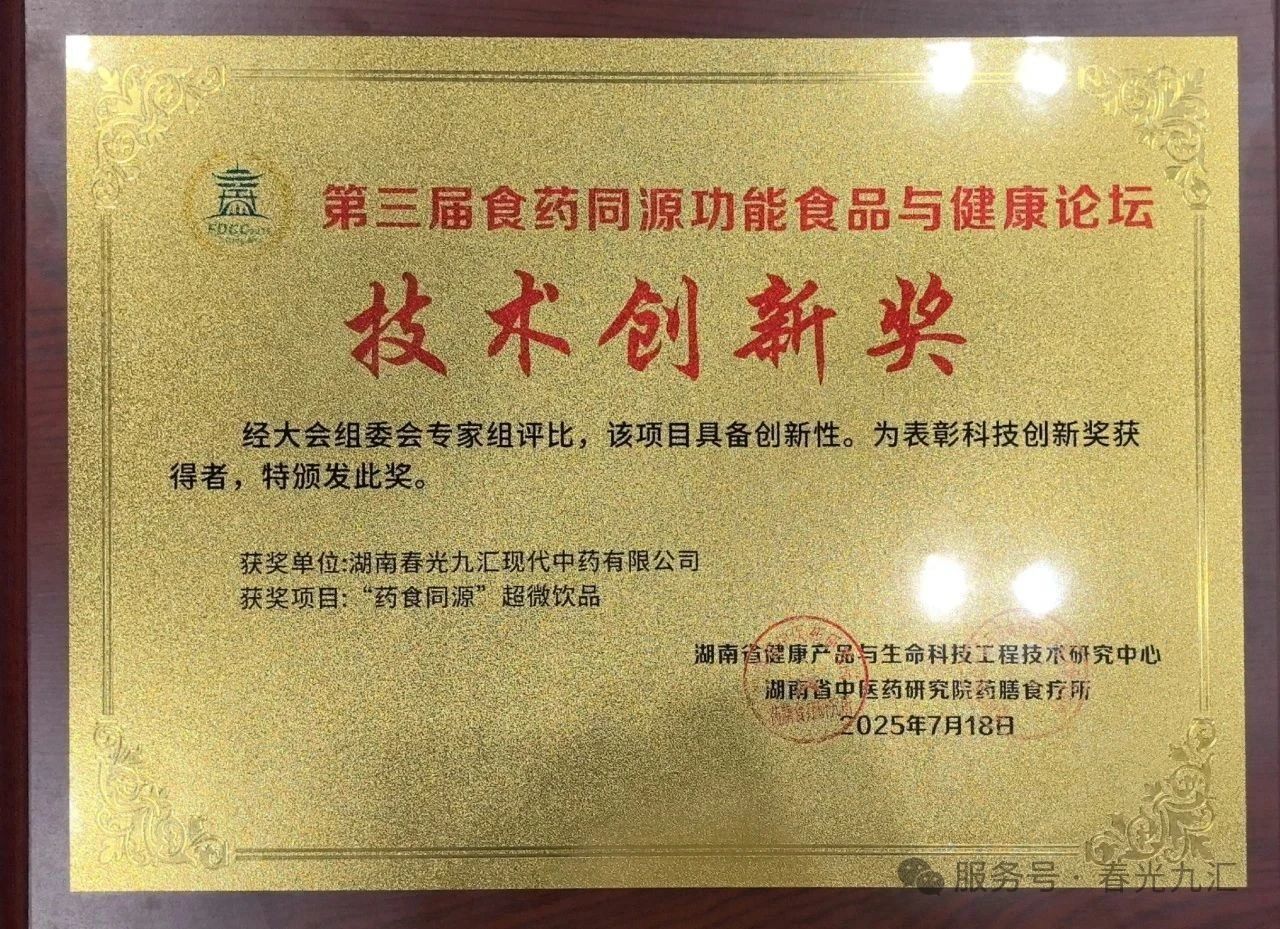 第三届食药同源功能食品与健康论坛
技术创新奖
经大会组委会专家组评比，该项目具备创新性。为表彰科技创新奖获
得者，特颁发此奖。
获奖单位:湖南春光九汇现代中药有限公司
获奖项目:“药食同源”超微饮品
湖南省健康产品与生命科技工程技术研究中心
湖南省中医药研究院药膳食疗所
2025年7月18日
服务号·春光九汇